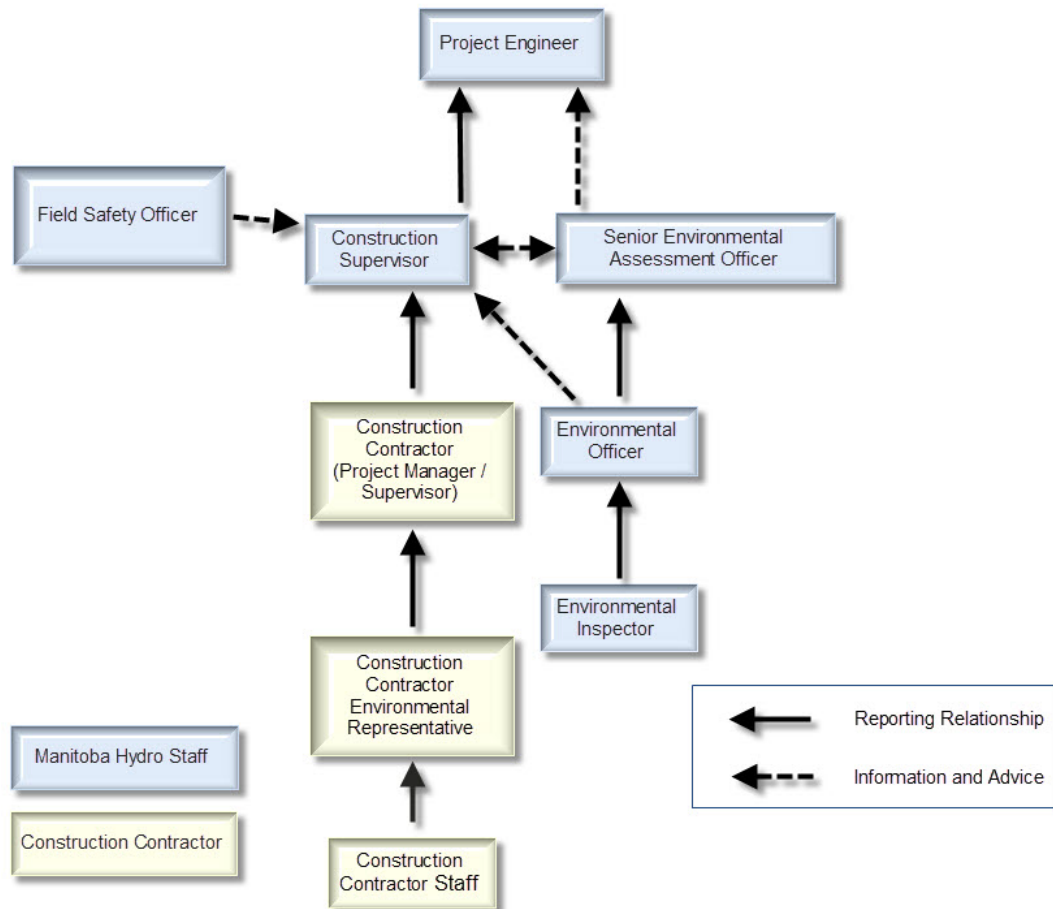 Project Engineer
Field Safety Officer
Construction
Supervisor
Senior Environmental
Assessment Officer
Construction
Contractor
(Project Manager /
Supervisor)
Environmental
Officer
Environmental
Inspector
Construction
Contractor
Environmental
Representative
Reporting Relationship
Information and Advice
Manitoba Hydro Staff
Construction Contractor
Construction
Contractor Staff